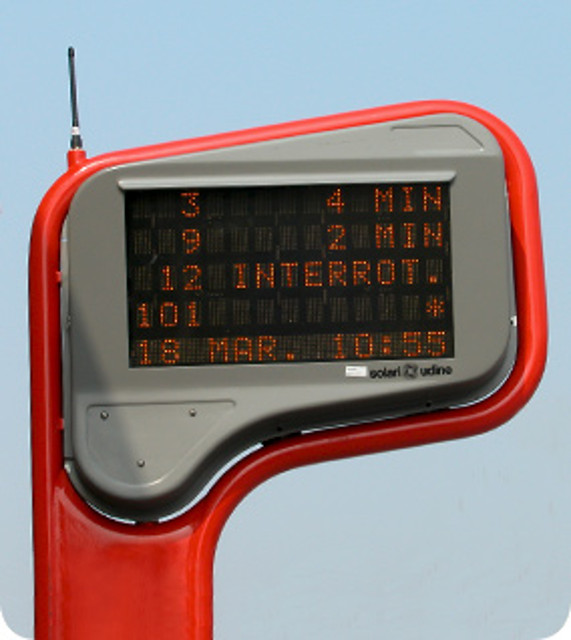 3 4 MIN
9 2 MIN
12 INTERROT.
101 *
18 MAR. 10:55
solari udine